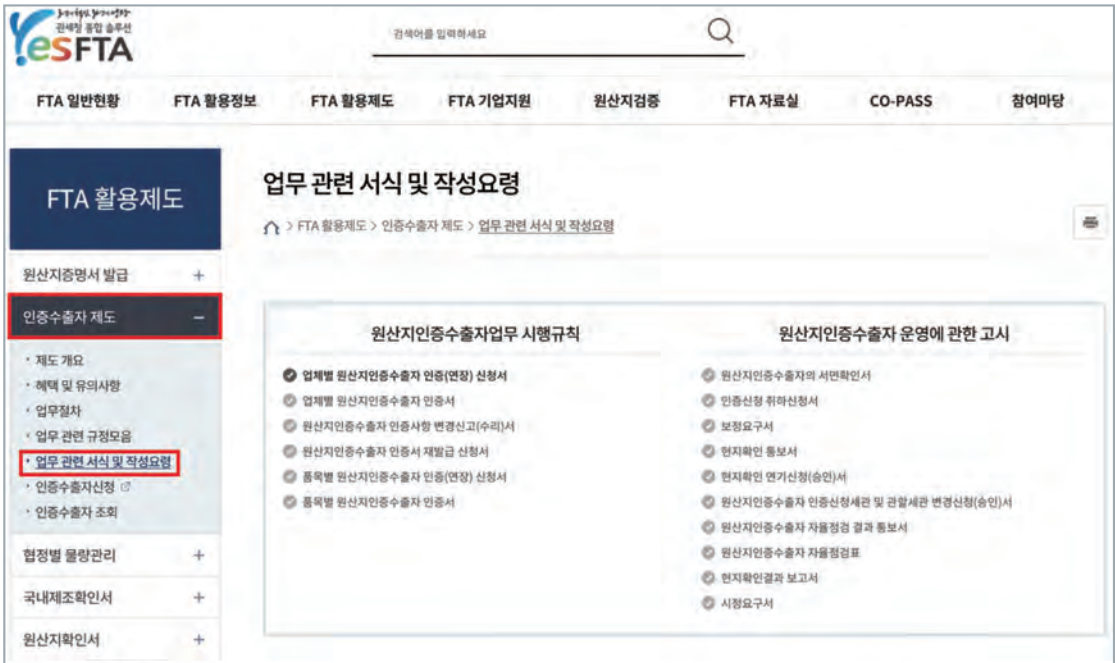 관세청 통합 솔루션
YesFTA
검색어를 입력하세요
FTA 일반현황 FTA 활용정보 FTA 활용제도 FTA 기업지원 원산지검증 FTA 자료실 CO-PASS 참여마당
FTA 활용제도
원산지증명서 발급 +
인증수출자 제도 −
· 제도 개요
· 혜택 및 유의사항
· 업무절차
· 업무 관련 규정모음
· 업무 관련 서식 및 작성요령
· 인증수출자신청
· 인증수출자 조회
협정별 물량관리 +
국내제조확인서 +
원산지확인서 +
업무 관련 서식 및 작성요령
> FTA 활용제도 > 인증수출자 제도 > 업무 관련 서식 및 작성요령
원산지인증수출자업무 시행규칙
업체별 원산지인증수출자 인증(연장) 신청서
업체별 원산지인증수출자 인증서
원산지인증수출자 인증사항 변경신고(수리)서
원산지인증수출자 인증서 재발급 신청서
품목별 원산지인증수출자 인증(연장) 신청서
품목별 원산지인증수출자 인증서
원산지인증수출자 운영에 관한 고시
원산지인증수출자의 서면확인서
인증신청 취하신청서
보정요구서
현지확인 통보서
현지확인 연기신청(승인)서
원산지인증수출자 인증신청세관 및 관할세관 변경신청(승인)서
원산지인증수출자 자율점검 결과 통보서
원산지인증수출자 자율점검표
현지확인결과 보고서
시정요구서